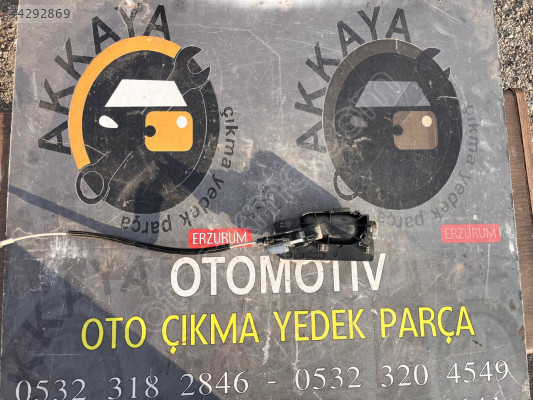 4292869
AKKAYA
AKKAYA
çıkma yedek parça
çıkma yedek parça
ERZURUM
ERZURUM
OTOMOTİV
OTO ÇIKMA YEDEK PARÇA
0532 318 2846 - 0532 320 4549